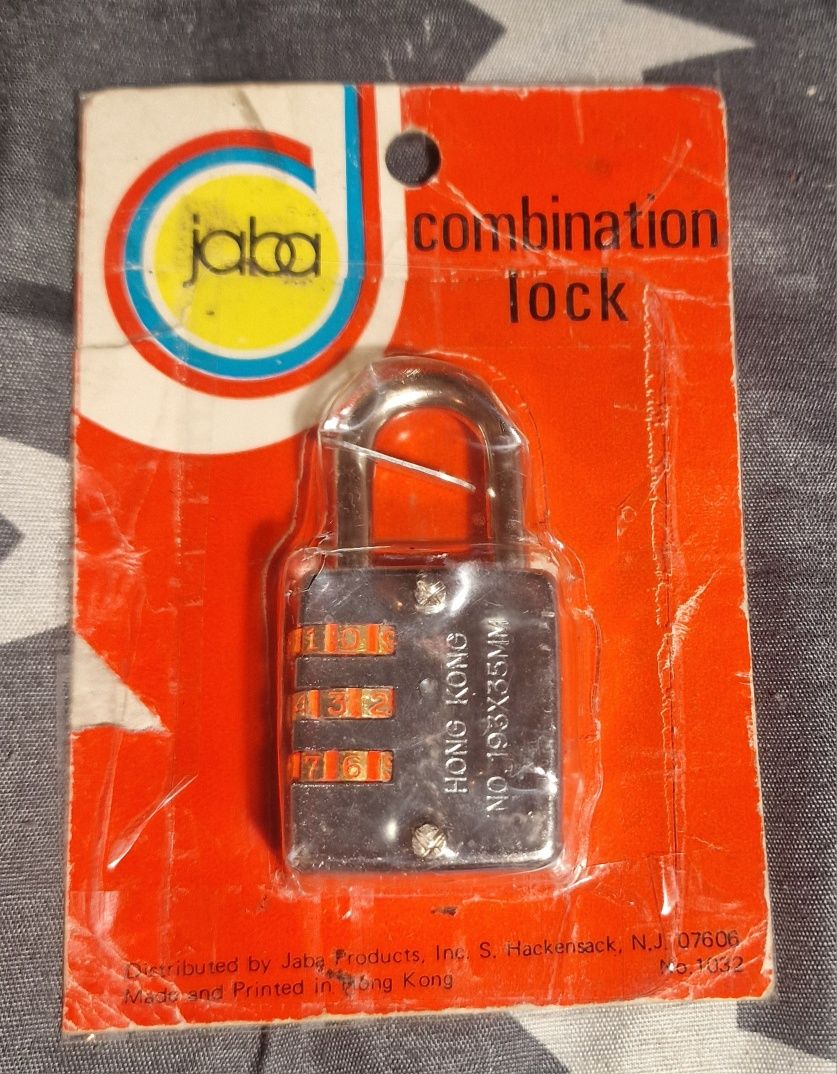 jaba
combination
lock
1 0
4 3 2
7 6
HONG KONG
NO. 193X35MM
Distributed by Jaba Products, Inc. S. Hackensack, N.J. 07606
No. 1032
Made and Printed in Hong Kong